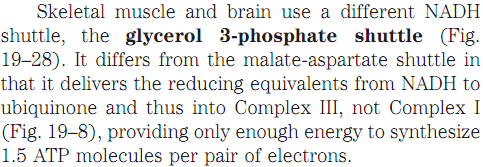 Skeletal muscle and brain use a different NADH
shuttle, the glycerol 3-phosphate shuttle (Fig.
19–28). It differs from the malate-aspartate shuttle in
that it delivers the reducing equivalents from NADH to
ubiquinone and thus into Complex III, not Complex I
(Fig. 19–8), providing only enough energy to synthesize
1.5 ATP molecules per pair of electrons.